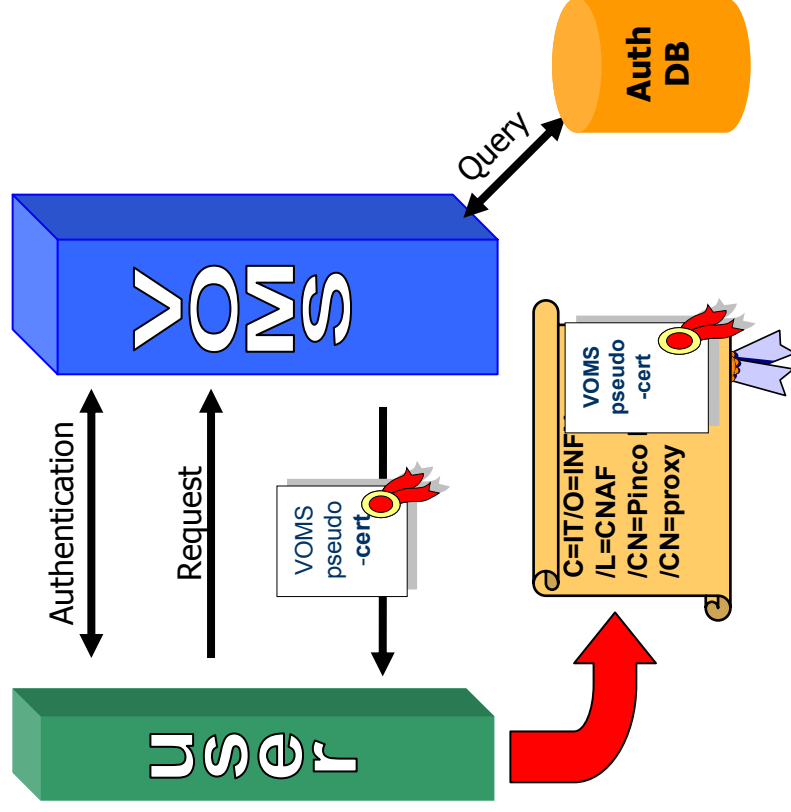 Authentication
Request
VOMS
pseudo
-cert
user
VOMS
Query
Auth
DB
C=IT/O=INF
/L=CNAF
/CN=Pinco
/CN=proxy
VOMS
pseudo
-cert